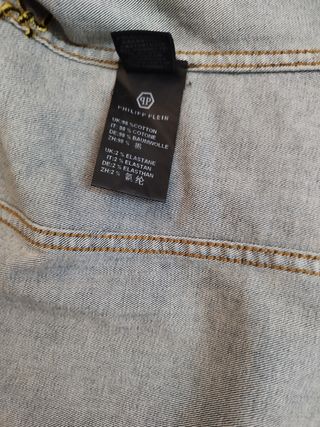 PHILIPP PLEIN
UK:98 %COTTON
IT: 98 % COTONE
DE:98 % BAUMWOLLE
ZH:98 % 棉
UK:2 % ELASTANE
IT:2 % ELASTAN
DE:2 % ELASTHAN
ZH:2 % 氨纶